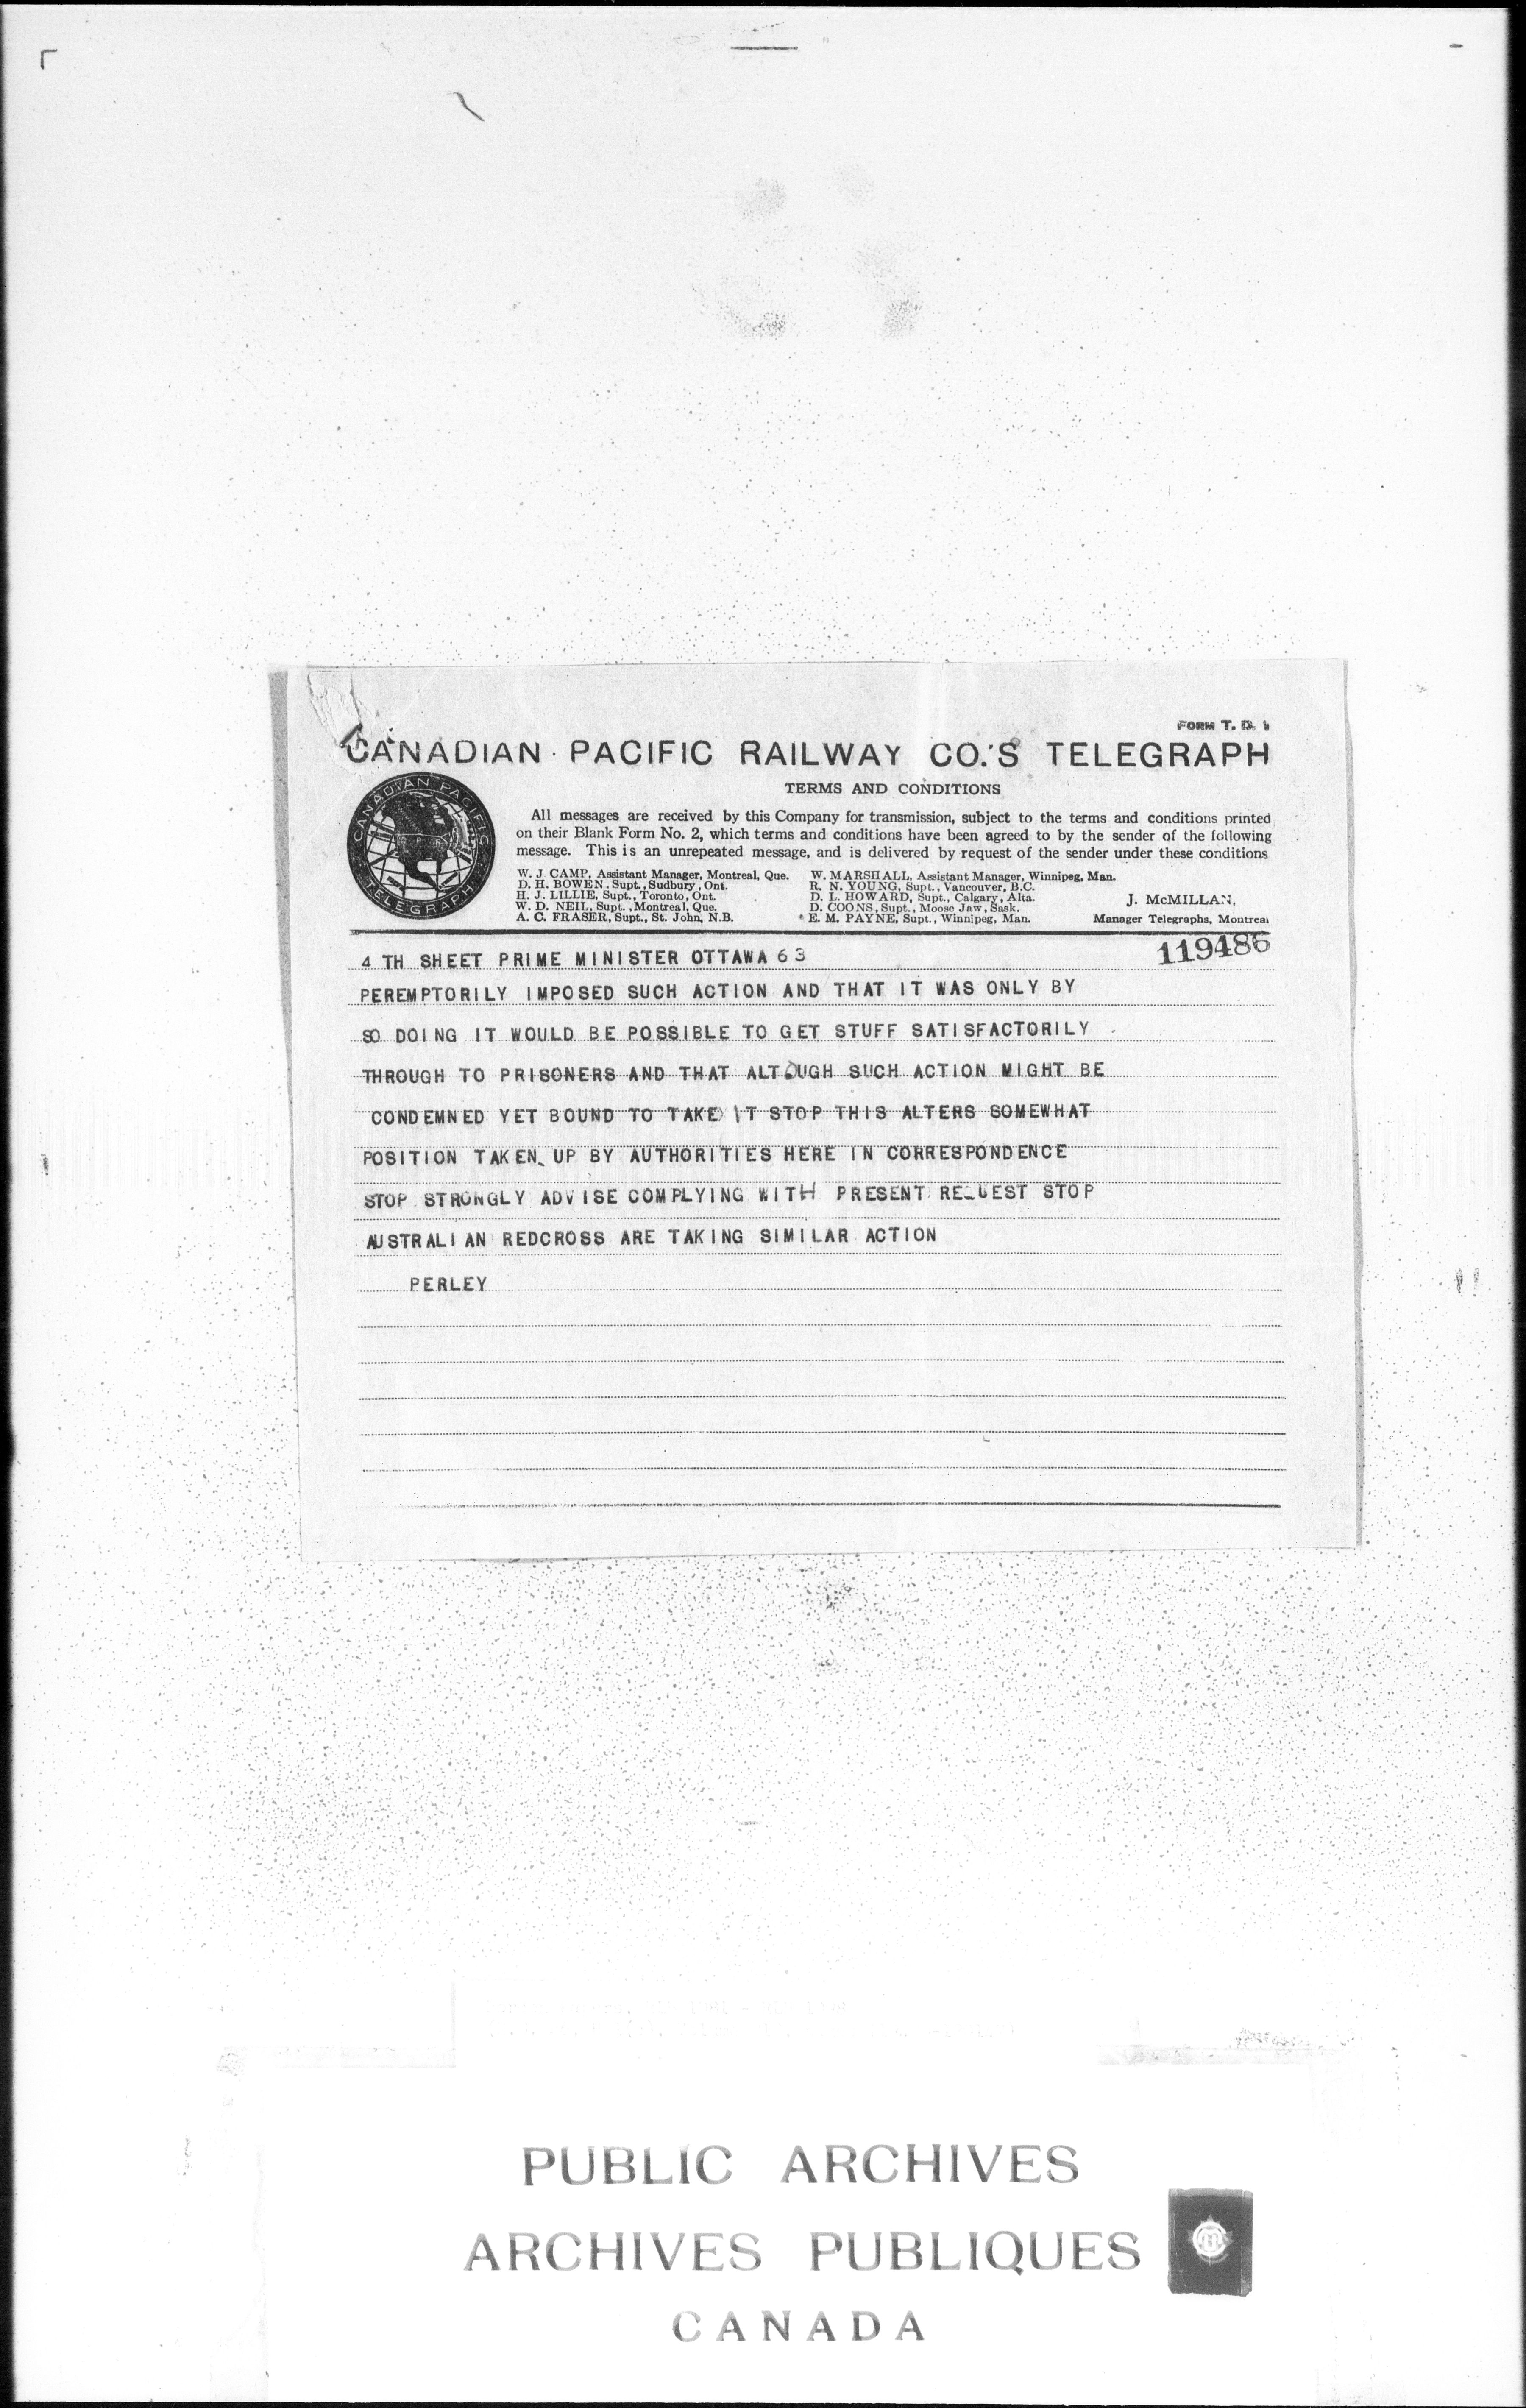 FORM T. D. 1
CANADIAN PACIFIC RAILWAY CO.'S TELEGRAPH
TERMS AND CONDITIONS
CANADIAN PACIFIC
TELEGRAPH
All messages are received by this Company for transmission, subject to the terms and conditions printed
on their Blank Form No. 2, which terms and conditions have been agreed to by the sender of the following
message. This is an unrepeated message, and is delivered by request of the sender under these conditions
W. J. CAMP, Assistant Manager, Montreal, Que.
D. H. BOWEN, Supt., Sudbury, Ont.
H. J. LILLIE, Supt., Toronto, Ont.
W. D. NEIL, Supt., Montreal, Que.
A. C. FRASER, Supt., St. John, N.B.
W. MARSHALL, Assistant Manager, Winnipeg, Man.
R. N. YOUNG, Supt., Vancouver, B.C.
D. L. HOWARD, Supt., Calgary, Alta.
D. COONS, Supt., Moose Jaw, Sask.
E. M. PAYNE, Supt., Winnipeg, Man.
J. McMILLAN,
Manager Telegraphs, Montreal
119486
4 TH SHEET PRIME MINISTER OTTAWA 63
PEREMPTORILY IMPOSED SUCH ACTION AND THAT IT WAS ONLY BY
SO DOING IT WOULD BE POSSIBLE TO GET STUFF SATISFACTORILY
THROUGH TO PRISONERS AND THAT ALTOUGH SUCH ACTION MIGHT BE
CONDEMNED YET BOUND TO TAKE IT STOP THIS ALTERS SOMEWHAT
POSITION TAKEN UP BY AUTHORITIES HERE IN CORRESPONDENCE
STOP STRONGLY ADVISE COMPLYING WITH PRESENT REQUEST STOP
AUSTRALIAN REDCROSS ARE TAKING SIMILAR ACTION
PERLEY
PUBLIC ARCHIVES
ARCHIVES PUBLIQUES
CANADA